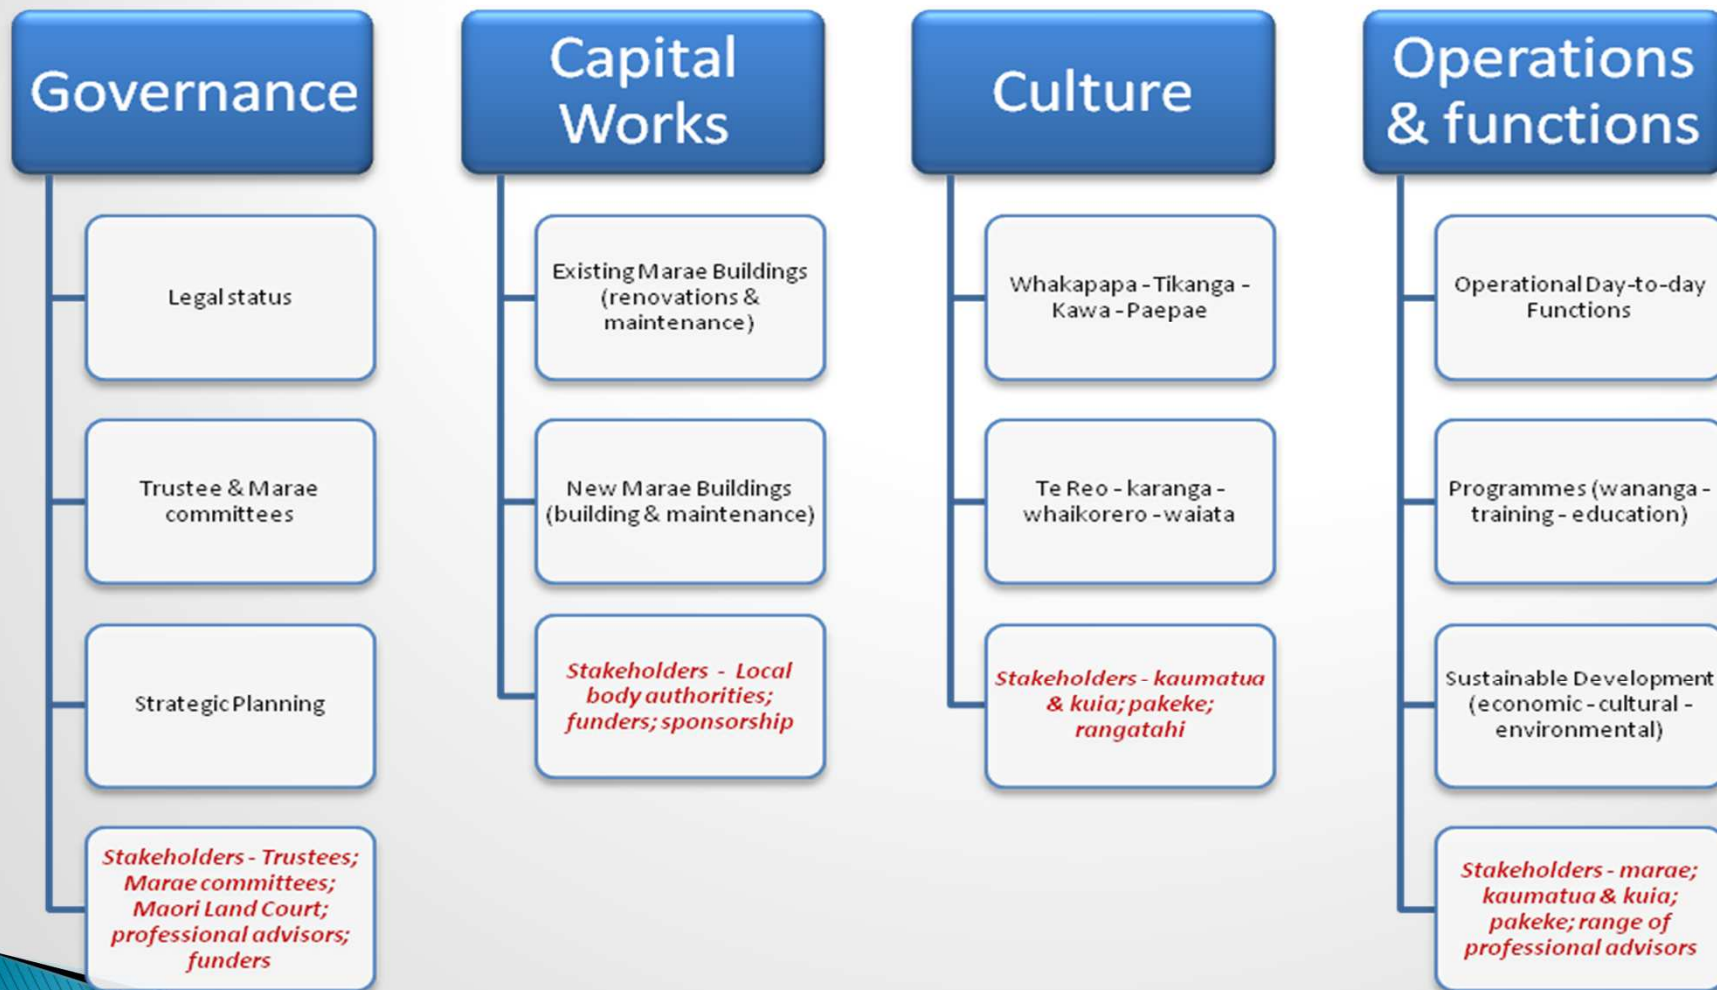 Governance
Legal status
Trustee & Marae
committees
Strategic Planning
Stakeholders - Trustees;
Marae committees;
Maori Land Court;
professional advisors;
funders
Capital
Works
Existing Marae Buildings
(renovations &
maintenance)
New Marae Buildings
(building & maintenance)
Stakeholders - Local
body authorities;
funders; sponsorship
Culture
Whakapapa - Tikanga -
Kawa - Paepae
Te Reo - karanga -
whaikorero - waiata
Stakeholders - kaumatua
& kuia; pakeke;
rangatahi
Operations
& functions
Operational Day-to-day
Functions
Programmes (wananga -
training - education)
Sustainable Development
(economic - cultural -
environmental)
Stakeholders - marae;
kaumatua & kuia;
pakeke; range of
professional advisors